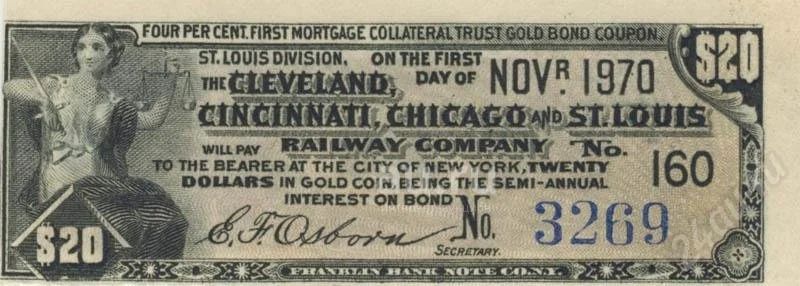 FOUR PER CENT. FIRST MORTGAGE COLLATERAL TRUST GOLD BOND COUPON.
$20
ST. LOUIS DIVISION. ON THE FIRST
THE CLEVELAND, DAY OF NOVR. 1970
CINCINNATI, CHICAGO AND ST. LOUIS
WILL PAY RAILWAY COMPANY No. 160
TO THE BEARER AT THE CITY OF NEW YORK, TWENTY
DOLLARS IN GOLD COIN, BEING THE SEMI-ANNUAL
INTEREST ON BOND No. 3269
E. F. Osborn
SECRETARY.
$20
FRANKLIN BANK NOTE CO. N.Y.
24au.ru